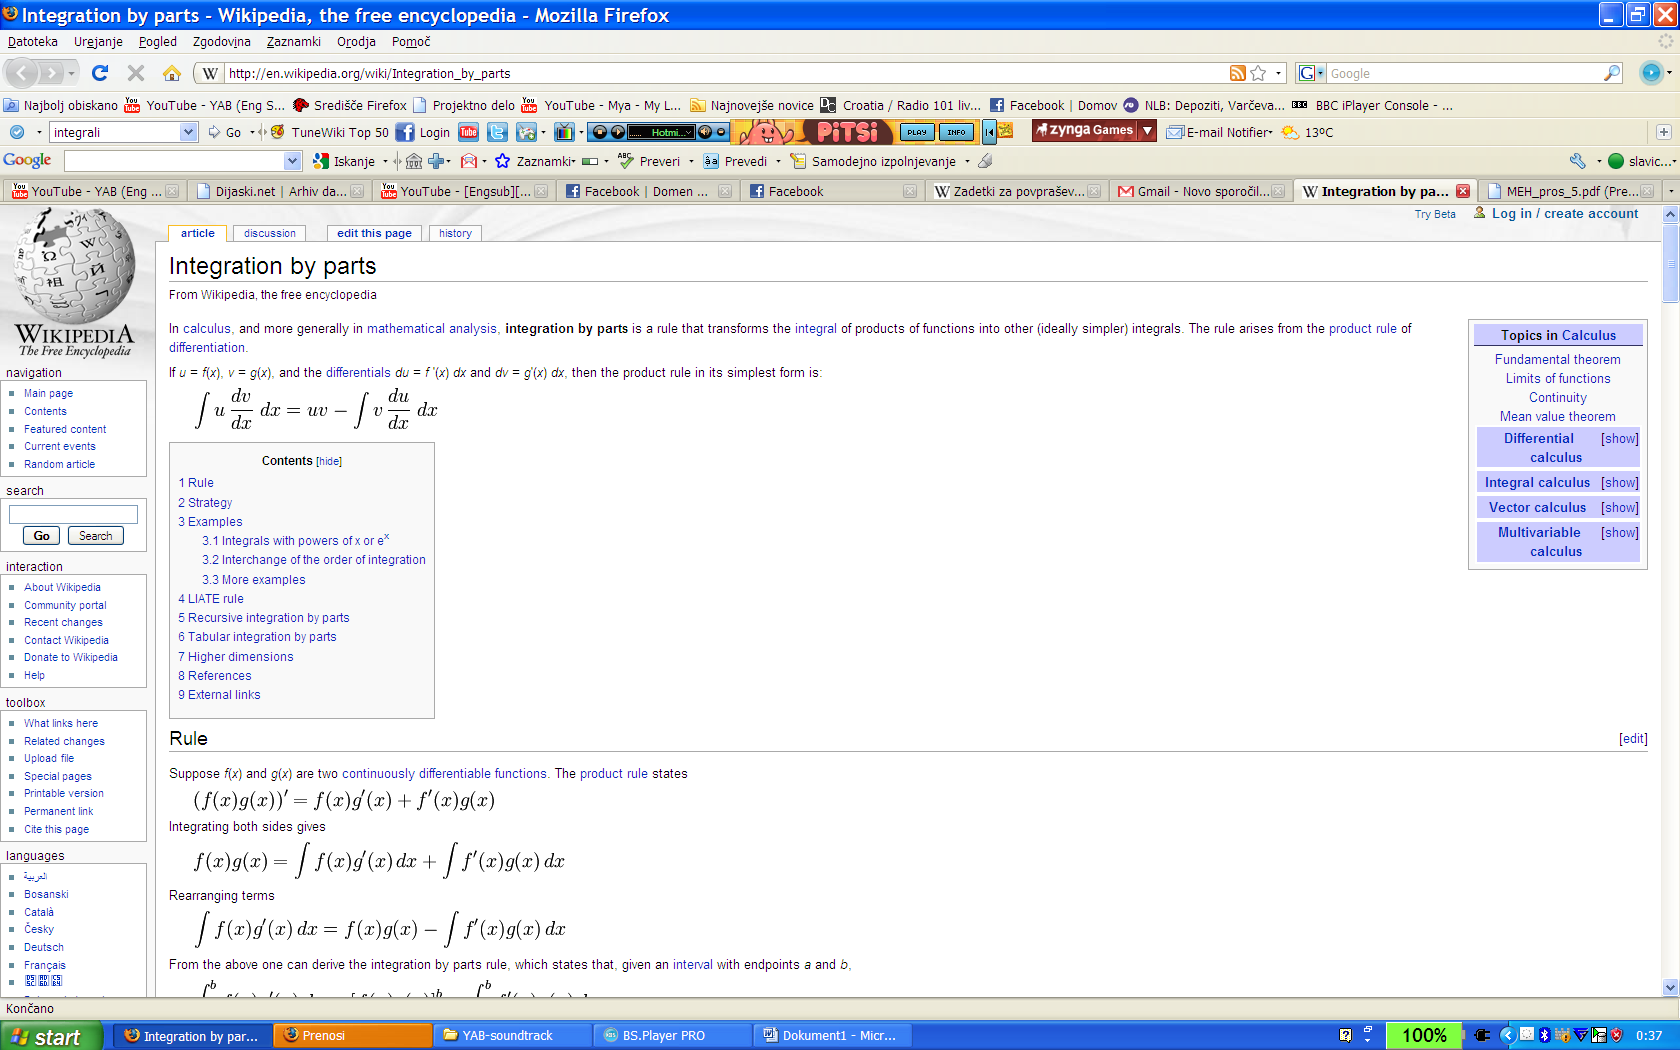 Integration by parts - Wikipedia, the free encyclopedia - Mozilla Firefox
Datoteka Urejanje Pogled Zgodovina Zaznamki Orodja Pomoč
W http://en.wikipedia.org/wiki/Integration_by_parts G Google
Najbolj obiskano YouTube - YAB (Eng S... Središče Firefox Projektno delo YouTube - Mya - My L... Najnovejše novice Croatia / Radio 101 liv... Facebook | Domov NLB: Depoziti, Varčeva... BBC iPlayer Console - ...
integrali Go TuneWiki Top 50 Login Hotmi... PiTSi PLAY INFO zynga Games E-mail Notifier 13ºC
Google Iskanje Zaznamki Preveri Prevedi Samodejno izpolnjevanje slavic...
YouTube - YAB (Eng ... Dijaski.net | Arhiv da... YouTube - [Engsub][... Facebook | Domen ... Facebook Zadetki za povprašev... Gmail - Novo sporočil... Integration by pa... MEH_pros_5.pdf (Pre...
Try Beta Log in / create account
article discussion edit this page history
WIKIPEDIA
The Free Encyclopedia
navigation
Main page
Contents
Featured content
Current events
Random article
search
Go Search
interaction
About Wikipedia
Community portal
Recent changes
Contact Wikipedia
Donate to Wikipedia
Help
toolbox
What links here
Related changes
Upload file
Special pages
Printable version
Permanent link
Cite this page
languages
العربية
Bosanski
Català
Česky
Deutsch
Français
Integration by parts
From Wikipedia, the free encyclopedia
In calculus, and more generally in mathematical analysis, integration by parts is a rule that transforms the integral of products of functions into other (ideally simpler) integrals. The rule arises from the product rule of
differentiation.
If u = f(x), v = g(x), and the differentials du = f '(x) dx and dv = g'(x) dx, then the product rule in its simplest form is:
∫ u dv/dx dx = uv − ∫ v du/dx dx
Contents [hide]
1 Rule
2 Strategy
3 Examples
3.1 Integrals with powers of x or e^x
3.2 Interchange of the order of integration
3.3 More examples
4 LIATE rule
5 Recursive integration by parts
6 Tabular integration by parts
7 Higher dimensions
8 References
9 External links
Topics in Calculus
Fundamental theorem
Limits of functions
Continuity
Mean value theorem
Differential [show]
calculus
Integral calculus [show]
Vector calculus [show]
Multivariable [show]
calculus
Rule [edit]
Suppose f(x) and g(x) are two continuously differentiable functions. The product rule states
(f(x)g(x))′ = f(x)g′(x) + f′(x)g(x)
Integrating both sides gives
f(x)g(x) = ∫ f(x)g′(x) dx + ∫ f′(x)g(x) dx
Rearranging terms
∫ f(x)g′(x) dx = f(x)g(x) − ∫ f′(x)g(x) dx
From the above one can derive the integration by parts rule, which states that, given an interval with endpoints a and b,
Končano
start Integration by par... Prenosi YAB-soundtrack BS.Player PRO Dokument1 - Micr... 100% 0:37